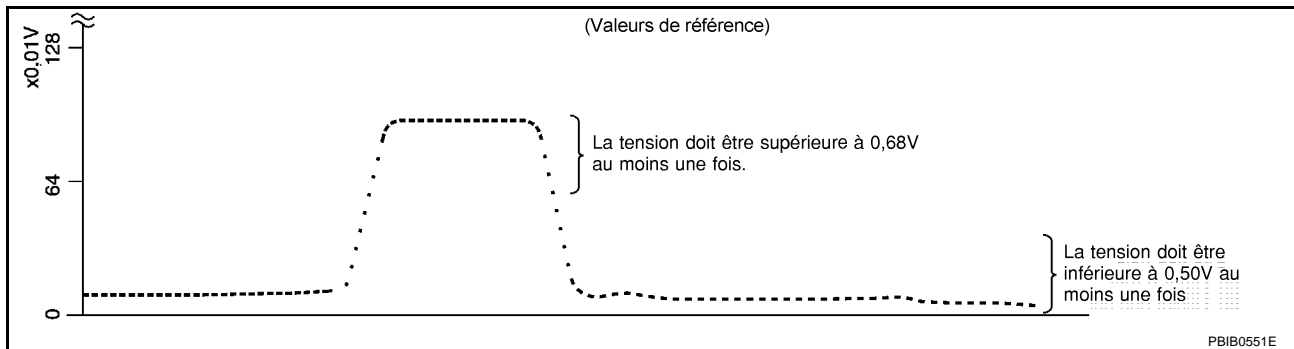 (Valeurs de référence)
x0,01V
128
64
0
La tension doit être supérieure à 0,68V
au moins une fois.
La tension doit être
inférieure à 0,50V au
moins une fois
PBIB0551E